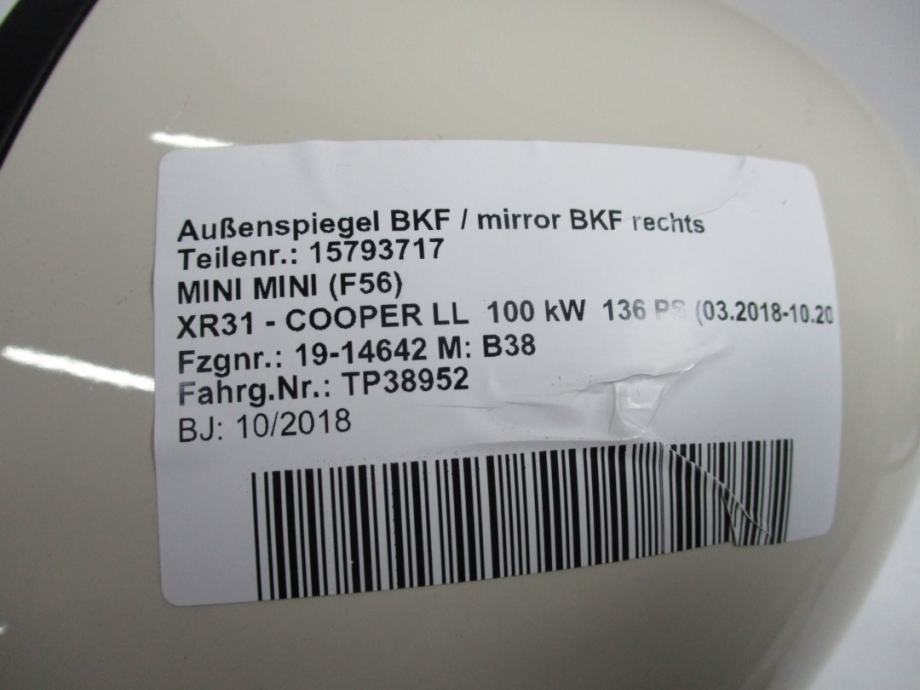 Außenspiegel BKF / mirror BKF rechts
Teilenr.: 15793717
MINI MINI (F56)
XR31 - COOPER LL 100 kW 136 PS (03.2018-10.20
Fzgnr.: 19-14642 M: B38
Fahrg.Nr.: TP38952
BJ: 10/2018